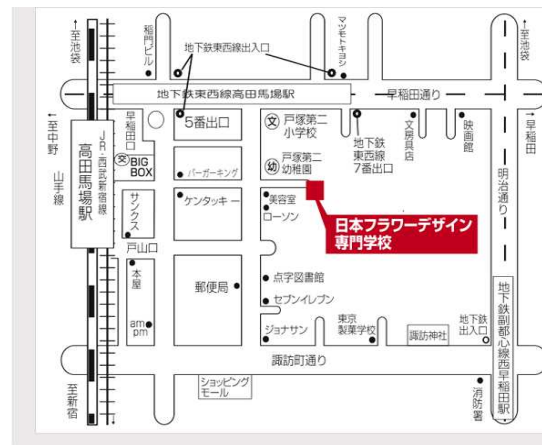 ←至池袋
稲門ビル
地下鉄東西線出入口
マツモトキヨシ
←至池袋
地下鉄東西線高田馬場駅
早稲田通り
←至中野
山手線
高田馬場駅
JR・西武新宿線
早稲田口
交
BIG
BOX
5番出口
文
戸塚第二
小学校
地下鉄
東西線
7番出口
文房具店
映画館
→早稲田
幼
戸塚第二
幼稚園
バーガーキング
サンクス
ケンタッキー
美容室
ローソン
日本フラワーデザイン
専門学校
明治通り
戸山口
本屋
郵便局
点字図書館
セブンイレブン
am
pm
ジョナサン
東京
製菓学校
諏訪神社
地下鉄
出入口
地下鉄副都心線西早稲田駅
諏訪町通り
至新宿
ショッピング
モール
消防署